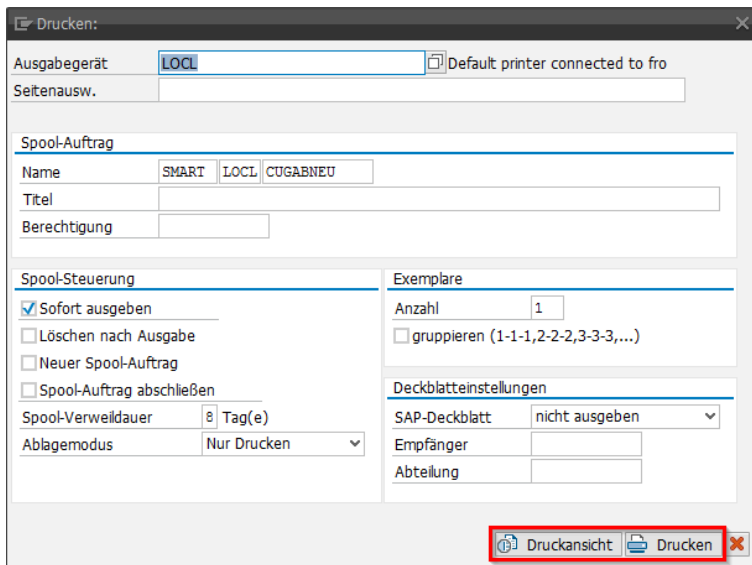 Drucken:
Ausgabegerät LOCL Default printer connected to fro
Seitenausw.
Spool-Auftrag
Name SMART LOCL CUGABNEU
Titel
Berechtigung
Spool-Steuerung
Sofort ausgeben
Löschen nach Ausgabe
Neuer Spool-Auftrag
Spool-Auftrag abschließen
Spool-Verweildauer 8 Tag(e)
Ablagemodus Nur Drucken
Exemplare
Anzahl 1
gruppieren (1-1-1,2-2-2,3-3-3,...)
Deckblatteinstellungen
SAP-Deckblatt nicht ausgeben
Empfänger
Abteilung
Druckansicht Drucken